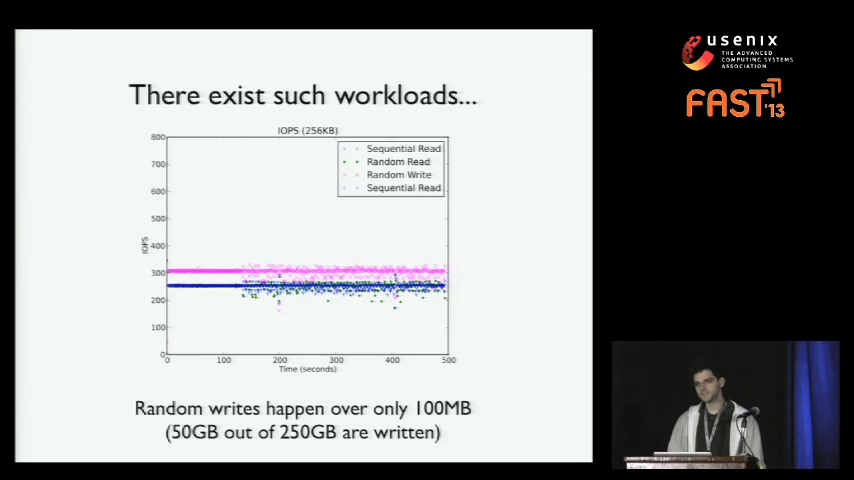 usenix
THE ADVANCED
COMPUTING SYSTEMS
ASSOCIATION
FAST '13
There exist such workloads...
IOPS (256KB)
800
700
600
500
400
300
200
100
0
IOPS
Sequential Read
Random Read
Random Write
Sequential Read
0
100
200
300
400
500
Time (seconds)
Random writes happen over only 100MB
(50GB out of 250GB are written)